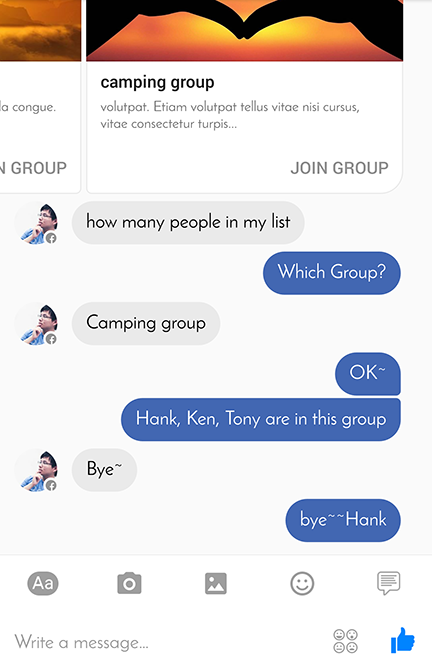 camping group
la congue.
volutpat. Etiam volutpat tellus vitae nisi cursus,
vitae consectetur turpis...
N GROUP
JOIN GROUP
how many people in my list
Which Group?
Camping group
OK~
Hank, Ken, Tony are in this group
Bye~
bye~~Hank
Aa
Write a message...